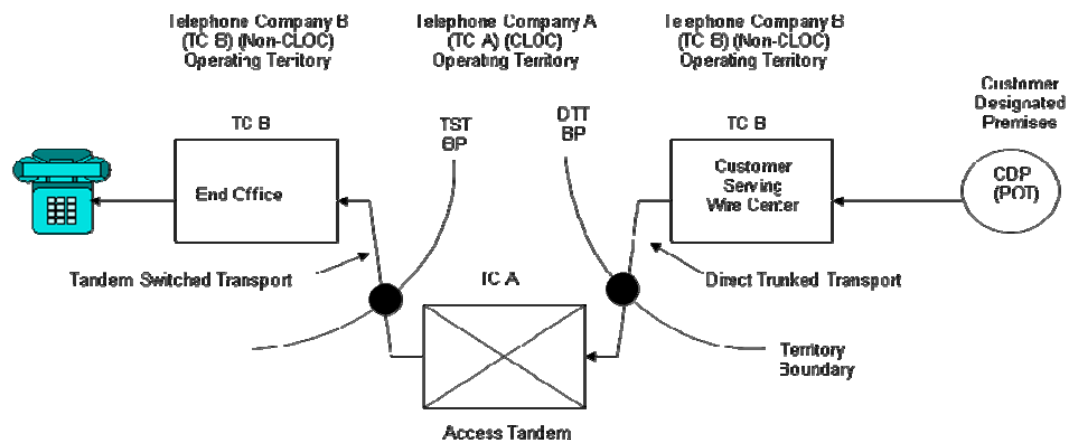 Telephone Company B
(TC B) (Non-CLOC)
Operating Territory
Telephone Company A
(TC A) (CLOC)
Operating Territory
Telephone Company B
(TC B) (Non-CLOC)
Operating Territory
Customer
Designated
Premises
TC B
TST
BP
DTT
BP
TC B
End Office
Customer
Serving
Wire Center
CDP
(POT)
Tandem Switched Transport
TC A
Direct Trunked Transport
Territory
Boundary
Access Tandem